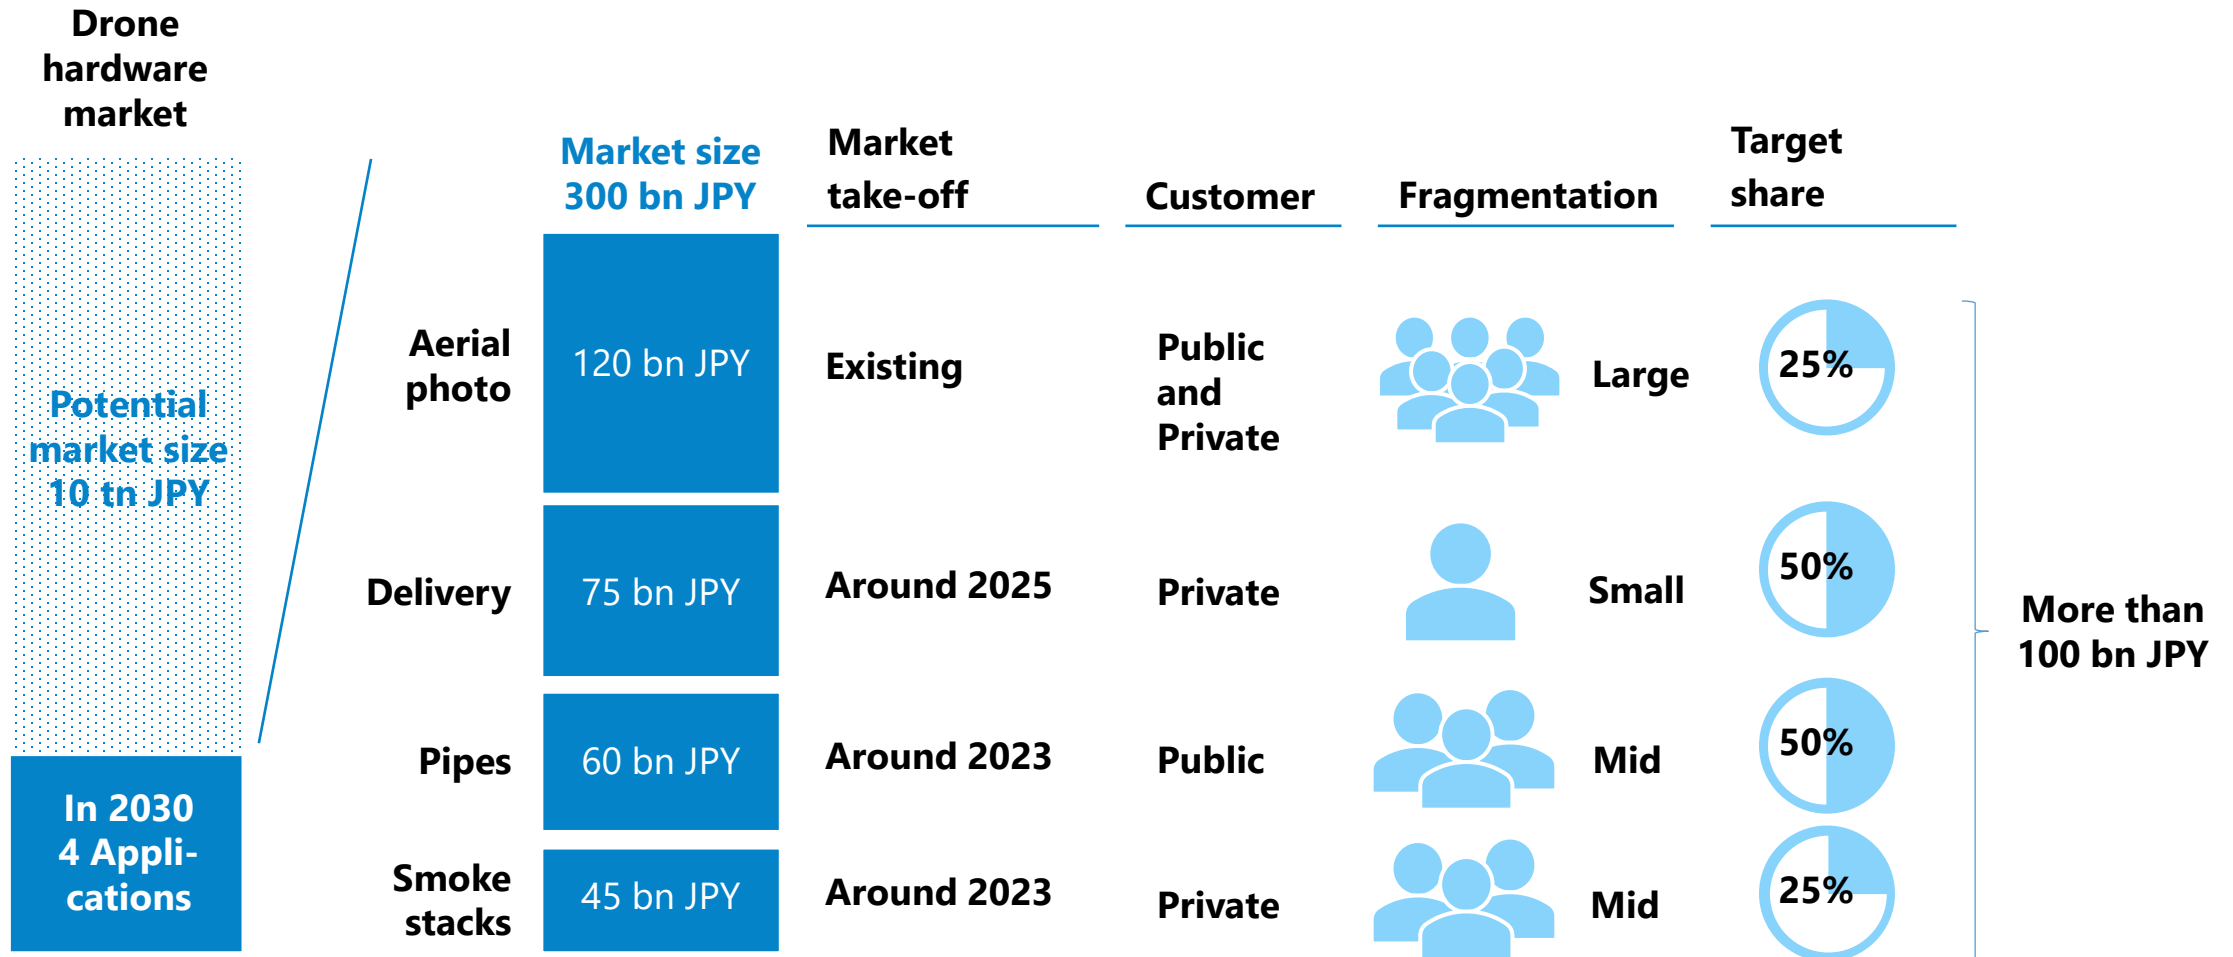 Drone
hardware
market
Potential
market size
10 tn JPY
In 2030
4 Appli-
cations
Market size
300 bn JPY
Market
take-off
Customer
Fragmentation
Target
share
Aerial
photo
120 bn JPY
Existing
Public
and
Private
Large
25%
Delivery
75 bn JPY
Around 2025
Private
Small
50%
Pipes
60 bn JPY
Around 2023
Public
Mid
50%
Smoke
stacks
45 bn JPY
Around 2023
Private
Mid
25%
More than
100 bn JPY